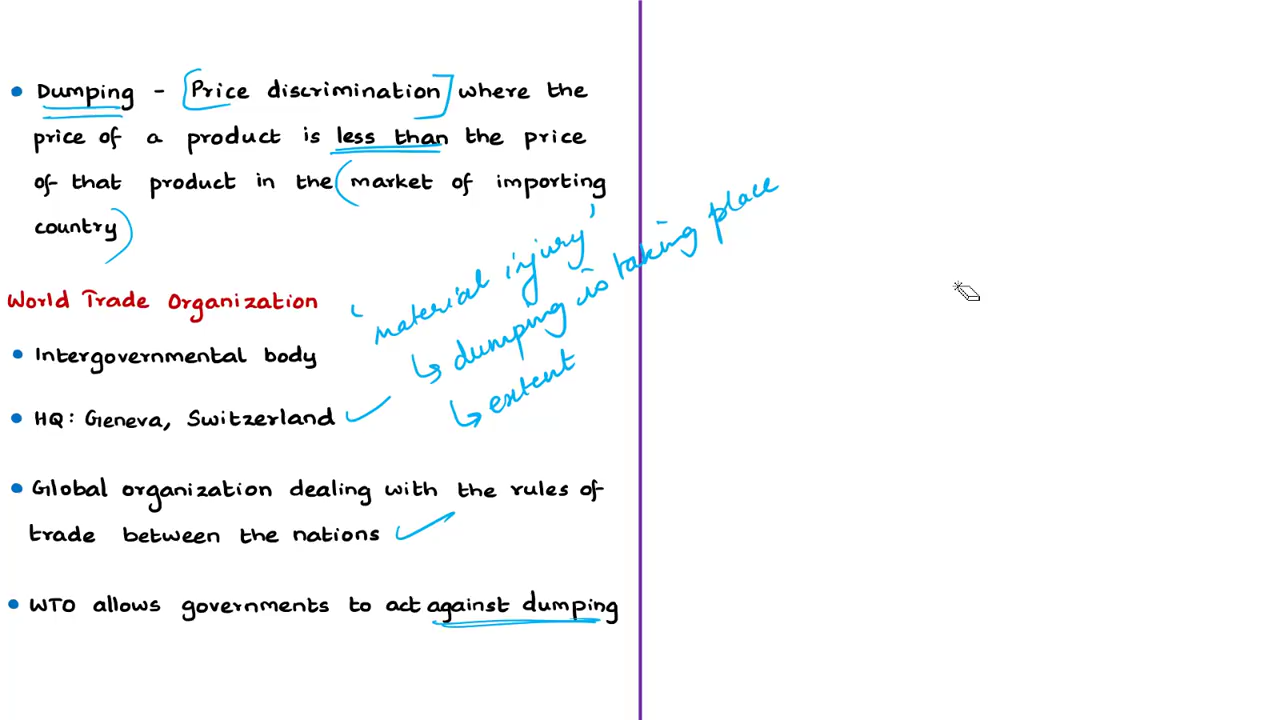 Dumping - [Price discrimination] where the
price of a product is less than the price
of that product in the (market of importing
country)
World Trade Organization
'material injury'
↳ dumping is taking place
↳ extent
Intergovernmental body
HQ: Geneva, Switzerland
Global organization dealing with the rules of
trade between the nations
WTO allows governments to act against dumping